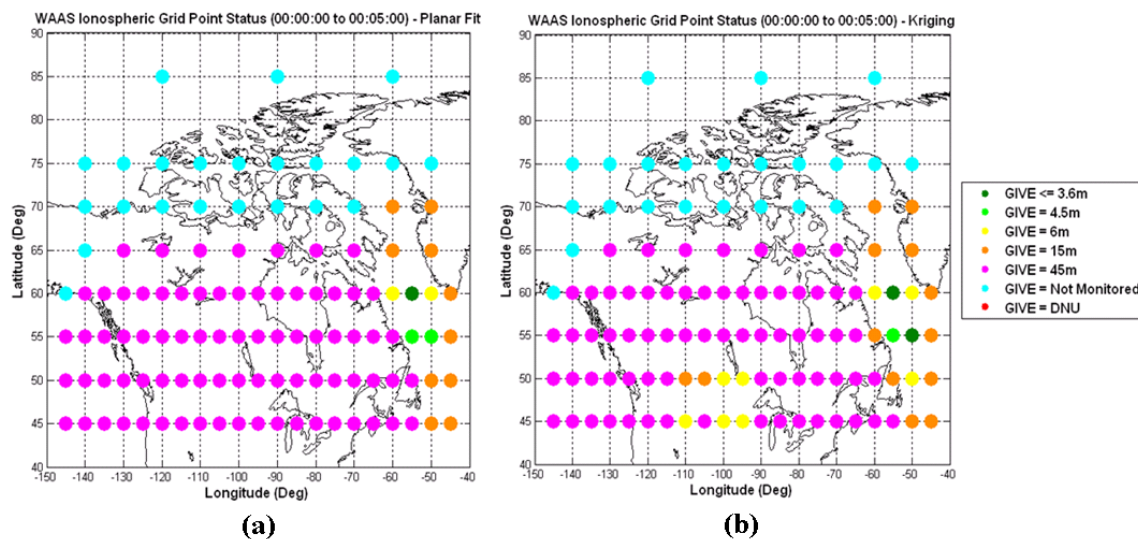 WAAS Ionospheric Grid Point Status (00:00:00 to 00:05:00) - Planar Fit
90
85
80
75
70
65
60
55
50
45
40
Latitude (Deg)
-150 -140 -130 -120 -110 -100 -90 -80 -70 -60 -50 -40
Longitude (Deg)
(a)
WAAS Ionospheric Grid Point Status (00:00:00 to 00:05:00) - Kriging
90
85
80
75
70
65
60
55
50
45
40
Latitude (Deg)
-150 -140 -130 -120 -110 -100 -90 -80 -70 -60 -50 -40
Longitude (Deg)
(b)
GIVE <= 3.6m
GIVE = 4.5m
GIVE = 6m
GIVE = 15m
GIVE = 45m
GIVE = Not Monitored
GIVE = DNU